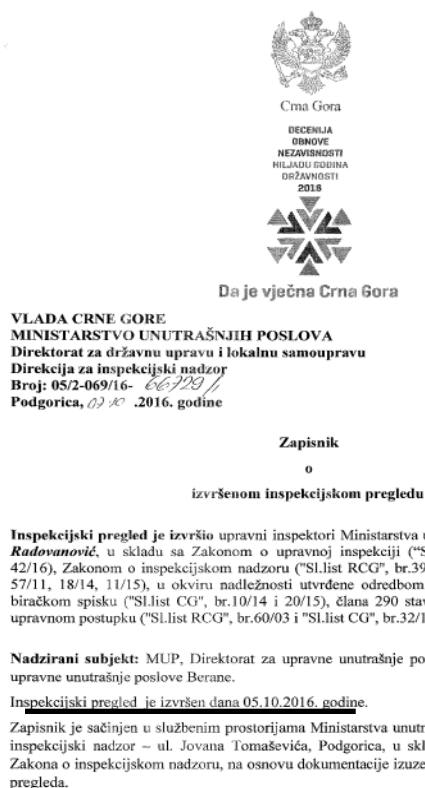 Crna Gora
DECENIJA
OBNOVE
NEZAVISNOSTI
HILJADU GODINA
DRŽAVNOSTI
2016
Da je vječna Crna Gora
VLADA CRNE GORE
MINISTARSTVO UNUTRAŠNJIH POSLOVA
Direktorat za državnu upravu i lokalnu samoupravu
Direkcija za inspekcijski nadzor
Broj: 05/2-069/16- 66729/1
Podgorica, 07 10 .2016. godine
Zapisnik
o
izvršenom inspekcijskom pregledu
Inspekcijski pregled je izvršio upravni inspektori Ministarstva
Radovanović, u skladu sa Zakonom o upravnoj inspekciji ("S
42/16), Zakonom o inspekcijskom nadzoru ("Sl.list RCG", br.39
57/11, 18/14, 11/15), u okviru nadležnosti utvrđene odredbom
biračkom spisku ("Sl.list CG", br.10/14 i 20/15), člana 290 stav
upravnom postupku ("Sl.list RCG", br.60/03 i "Sl.list CG", br.32/1
Nadzirani subjekt: MUP, Direktorat za upravne unutrašnje po
upravne unutrašnje poslove Berane.
Inspekcijski pregled je izvršen dana 05.10.2016. godine.
Zapisnik je sačinjen u službenim prostorijama Ministarstva unutr
inspekcijski nadzor – ul. Jovana Tomaševića, Podgorica, u skl
Zakona o inspekcijskom nadzoru, na osnovu dokumentacije izuze
pregleda.